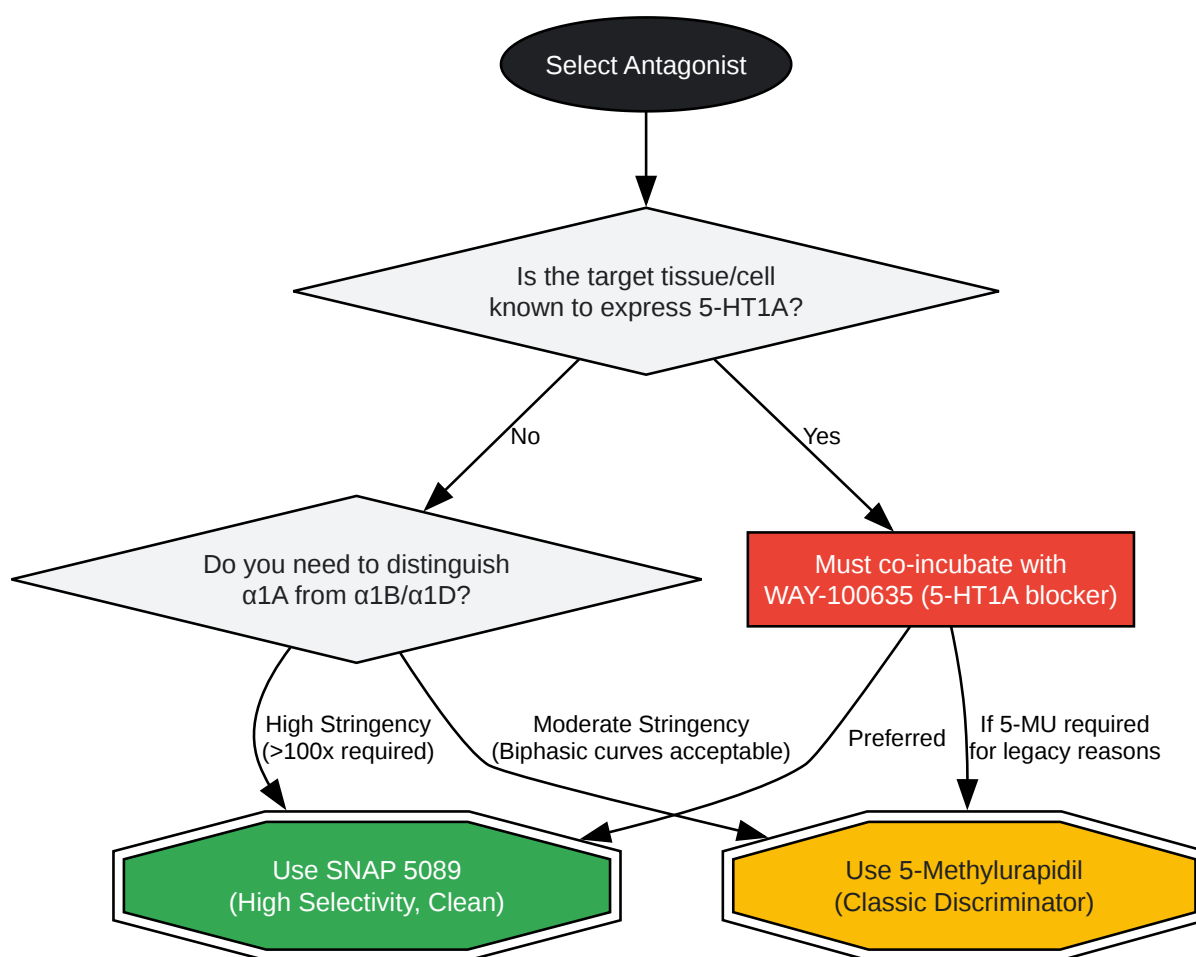 Select Antagonist
Is the target tissue/cell
known to express 5-HT1A?
No
Yes
Do you need to distinguish
α1A from α1B/α1D?
Must co-incubate with
WAY-100635 (5-HT1A blocker)
High Stringency
(>100x required)
Moderate Stringency
(Biphasic curves acceptable)
Preferred
If 5-MU required
for legacy reasons
Use SNAP 5089
(High Selectivity, Clean)
Use 5-Methylurapidil
(Classic Discriminator)